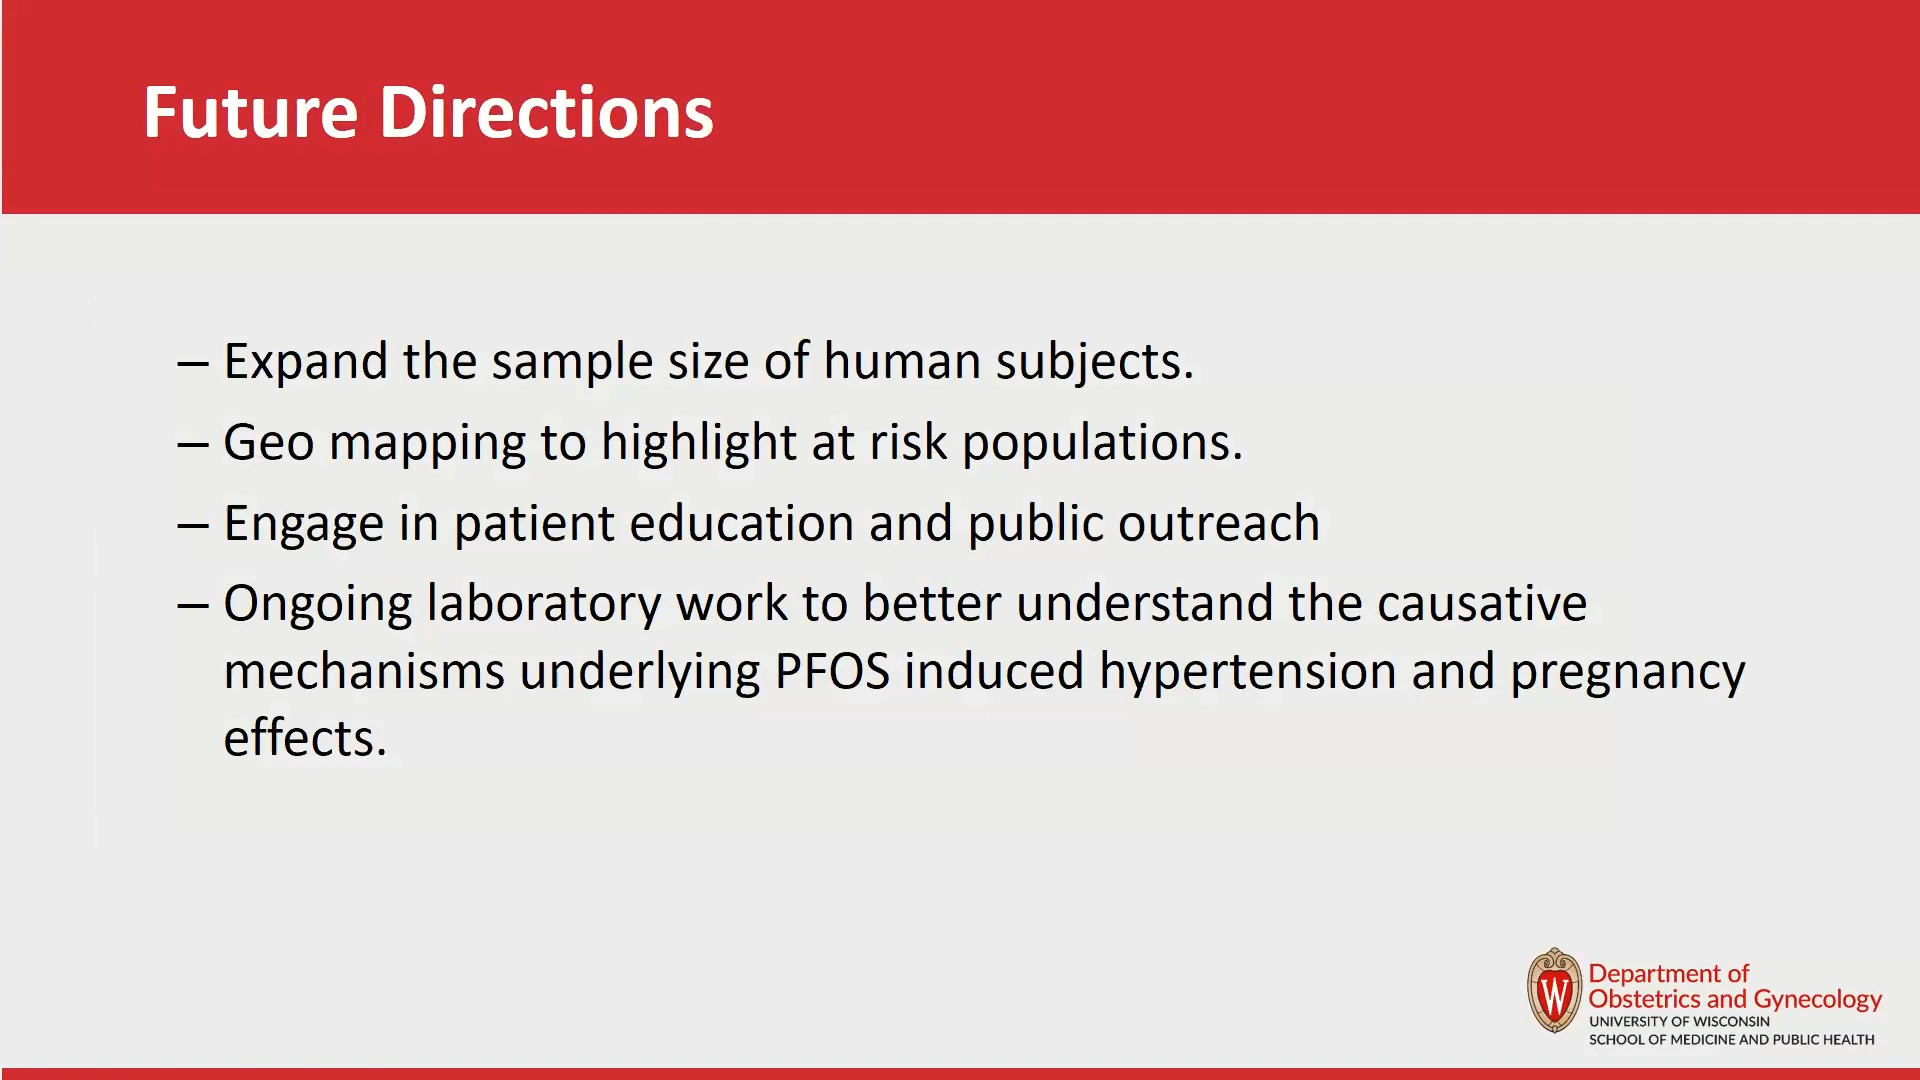 Future Directions
– Expand the sample size of human subjects.
– Geo mapping to highlight at risk populations.
– Engage in patient education and public outreach
– Ongoing laboratory work to better understand the causative
mechanisms underlying PFOS induced hypertension and pregnancy
effects.
W
Department of
Obstetrics and Gynecology
UNIVERSITY OF WISCONSIN
SCHOOL OF MEDICINE AND PUBLIC HEALTH